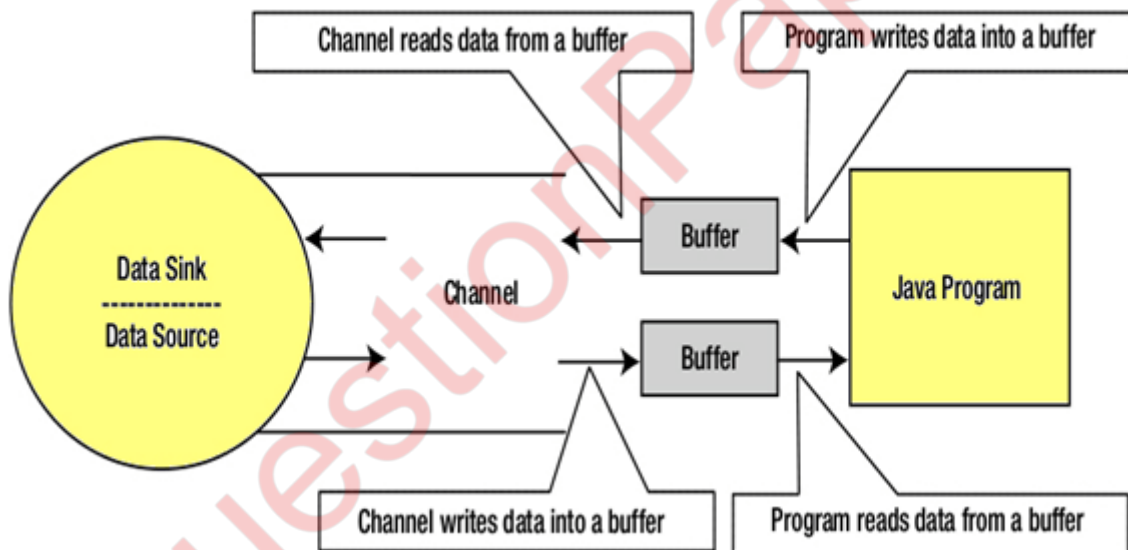 Channel reads data from a buffer
Program writes data into a buffer
Data Sink
--------------
Data Source
Channel
Buffer
Buffer
Java Program
Channel writes data into a buffer
Program reads data from a buffer
uestionPap